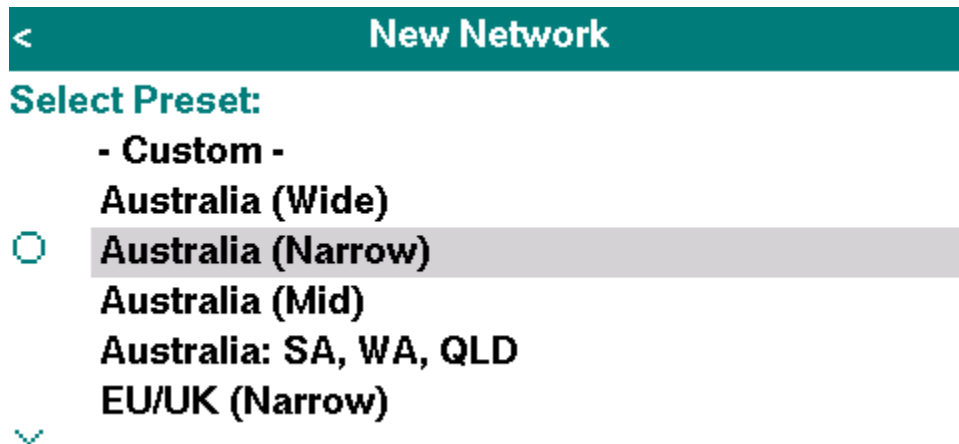 < New Network
Select Preset:
- Custom -
Australia (Wide)
Australia (Narrow)
Australia (Mid)
Australia: SA, WA, QLD
EU/UK (Narrow)